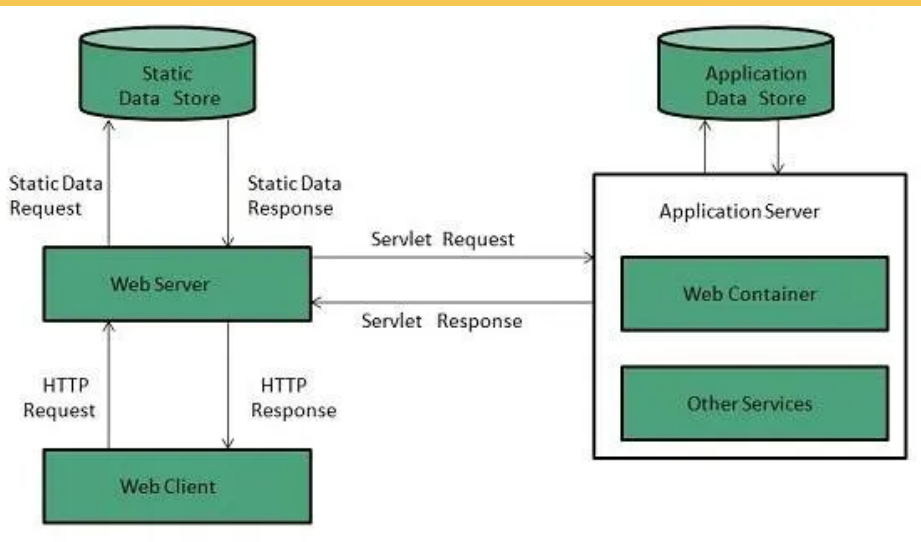 Static
Data Store
Application
Data Store
Static Data
Request
Static Data
Response
Servlet Request
Application Server
Web Server
Web Container
Servlet Response
HTTP
Request
HTTP
Response
Other Services
Web Client